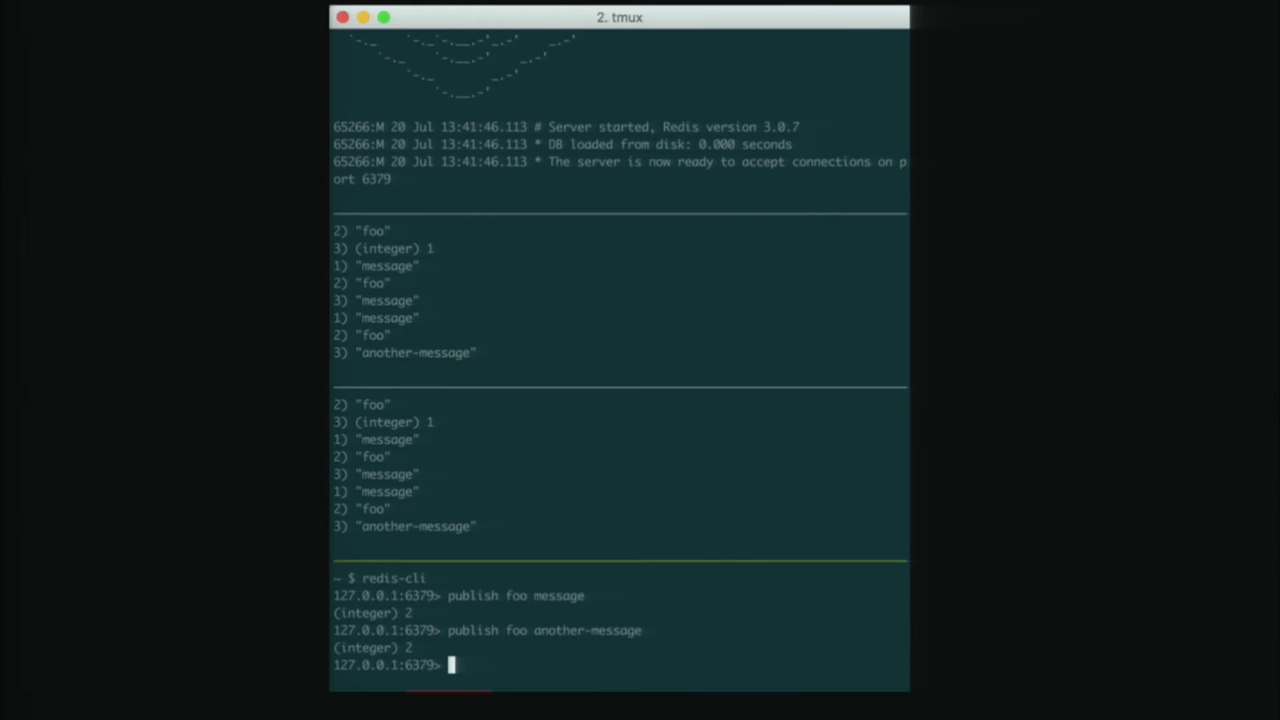 2. tmux
65266:M 20 Jul 13:41:46.113 # Server started, Redis version 3.0.7
65266:M 20 Jul 13:41:46.113 * DB loaded from disk: 0.000 seconds
65266:M 20 Jul 13:41:46.113 * The server is now ready to accept connections on p
ort 6379
2) "foo"
3) (integer) 1
1) "message"
2) "foo"
3) "message"
1) "message"
2) "foo"
3) "another-message"
2) "foo"
3) (integer) 1
1) "message"
2) "foo"
3) "message"
1) "message"
2) "foo"
3) "another-message"
~ $ redis-cli
127.0.0.1:6379> publish foo message
(integer) 2
127.0.0.1:6379> publish foo another-message
(integer) 2
127.0.0.1:6379>